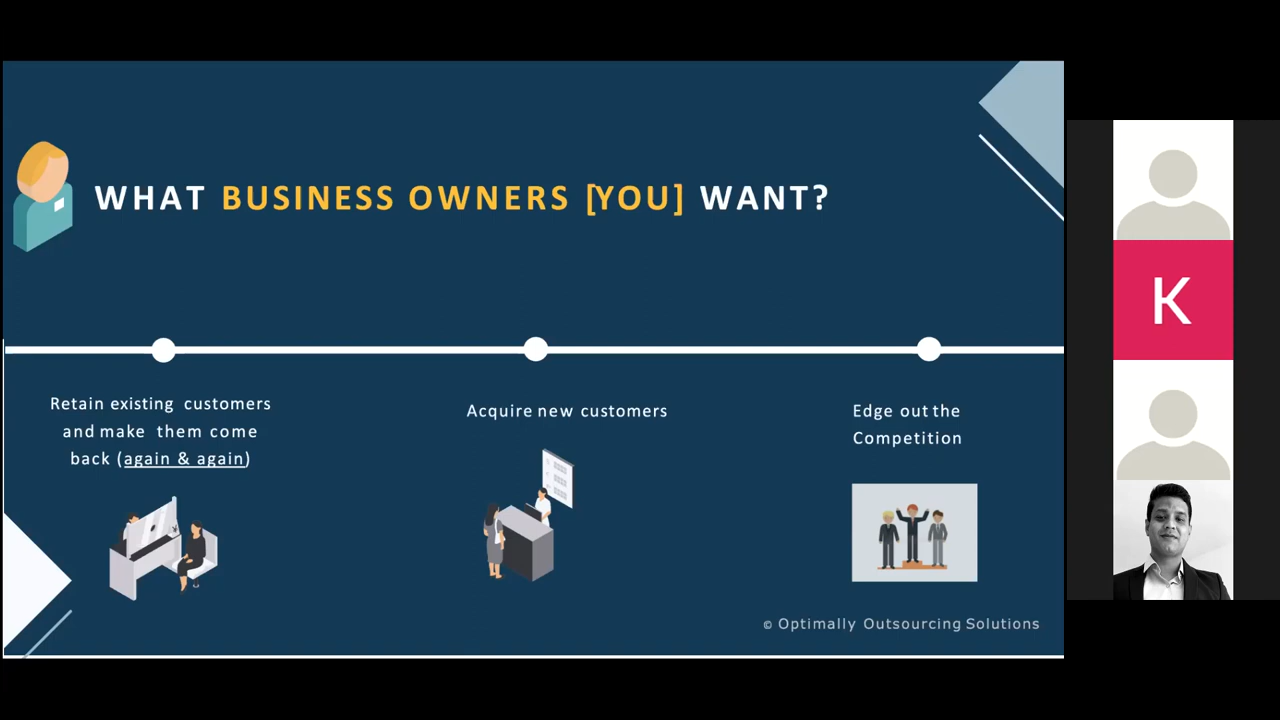 WHAT BUSINESS OWNERS [YOU] WANT?
Retain existing customers
and make them come
back (again & again)
Acquire new customers
Edge out the
Competition
© Optimally Outsourcing Solutions
K